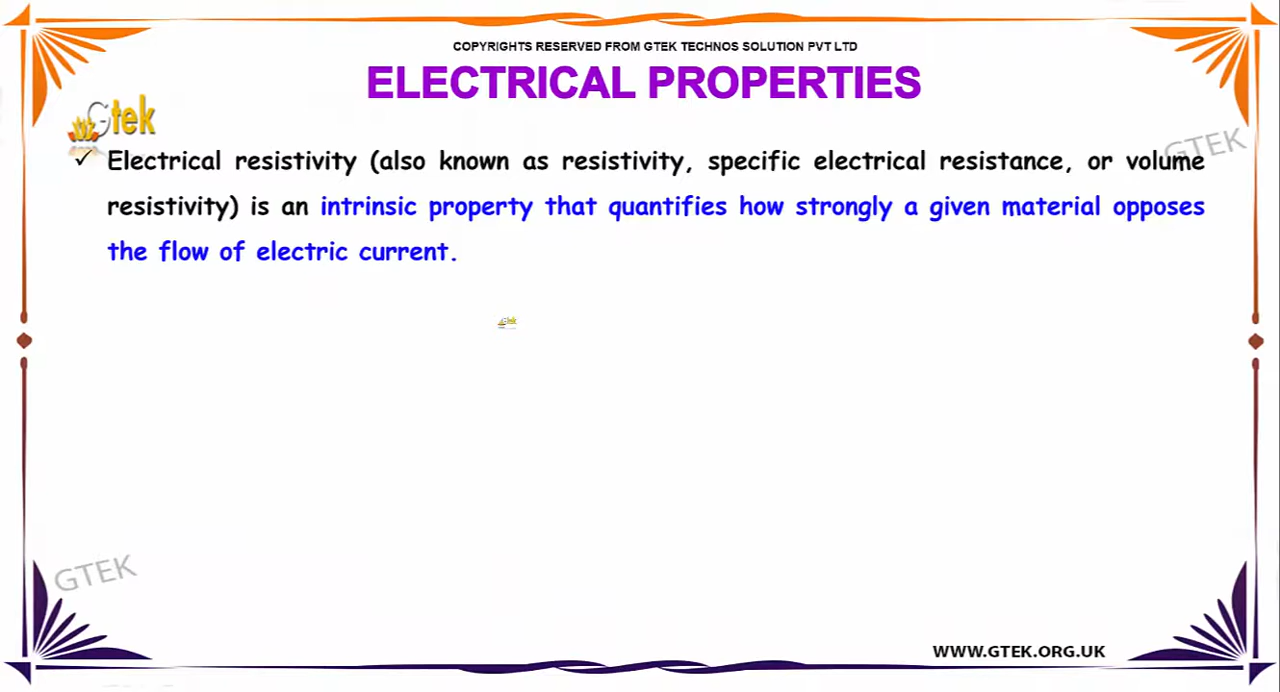 COPYRIGHTS RESERVED FROM GTEK TECHNOS SOLUTION PVT LTD
ELECTRICAL PROPERTIES
Gtek
GTEK
✓ Electrical resistivity (also known as resistivity, specific electrical resistance, or volume
resistivity) is an intrinsic property that quantifies how strongly a given material opposes
the flow of electric current.
Gtek
GTEK
WWW.GTEK.ORG.UK